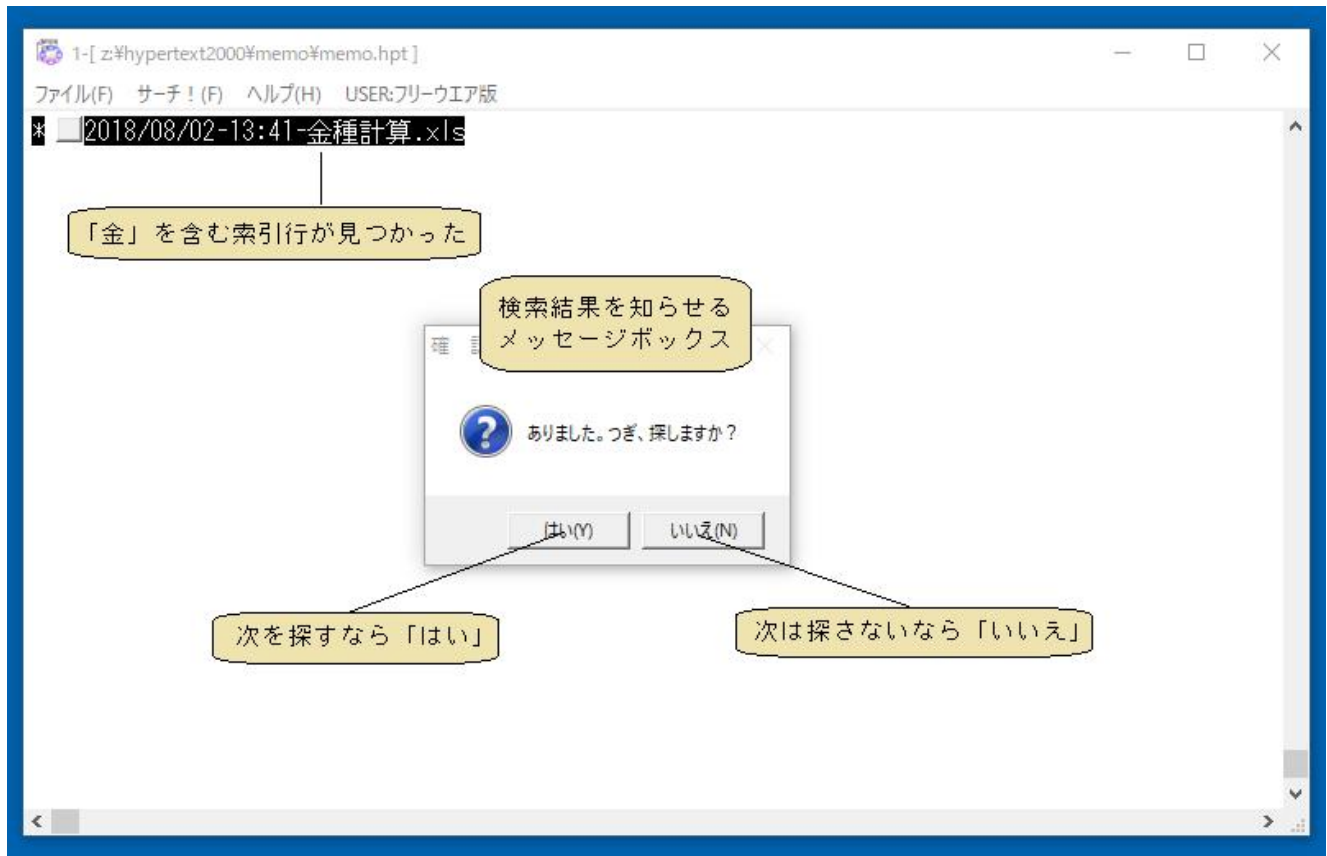 1-[ z:¥hypertext2000¥memo¥memo.hpt ]
ファイル(F) サーチ！(F) ヘルプ(H) USER:フリーウエア版
* 2018/08/02-13:41-金種計算.xls
「金」を含む索引行が見つかった
検索結果を知らせる
メッセージボックス
確
ありました。つぎ、探しますか？
はい(Y) いいえ(N)
次を探すなら「はい」
次は探さないなら「いいえ」